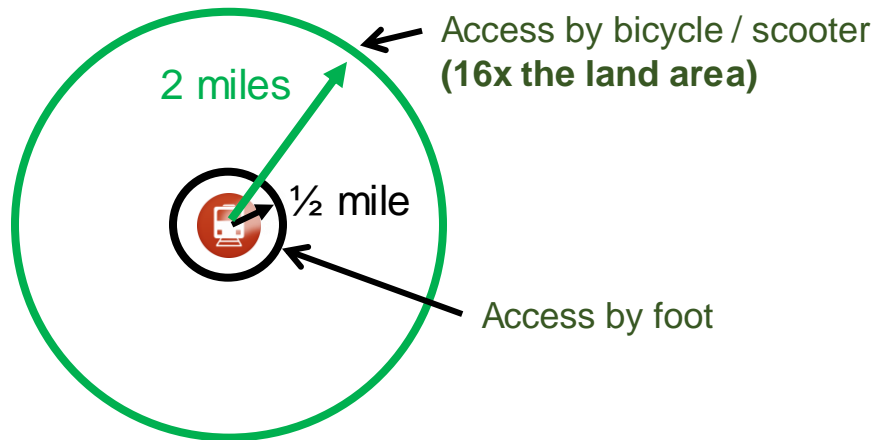 Access by bicycle / scooter
(16x the land area)
2 miles
½ mile
Access by foot